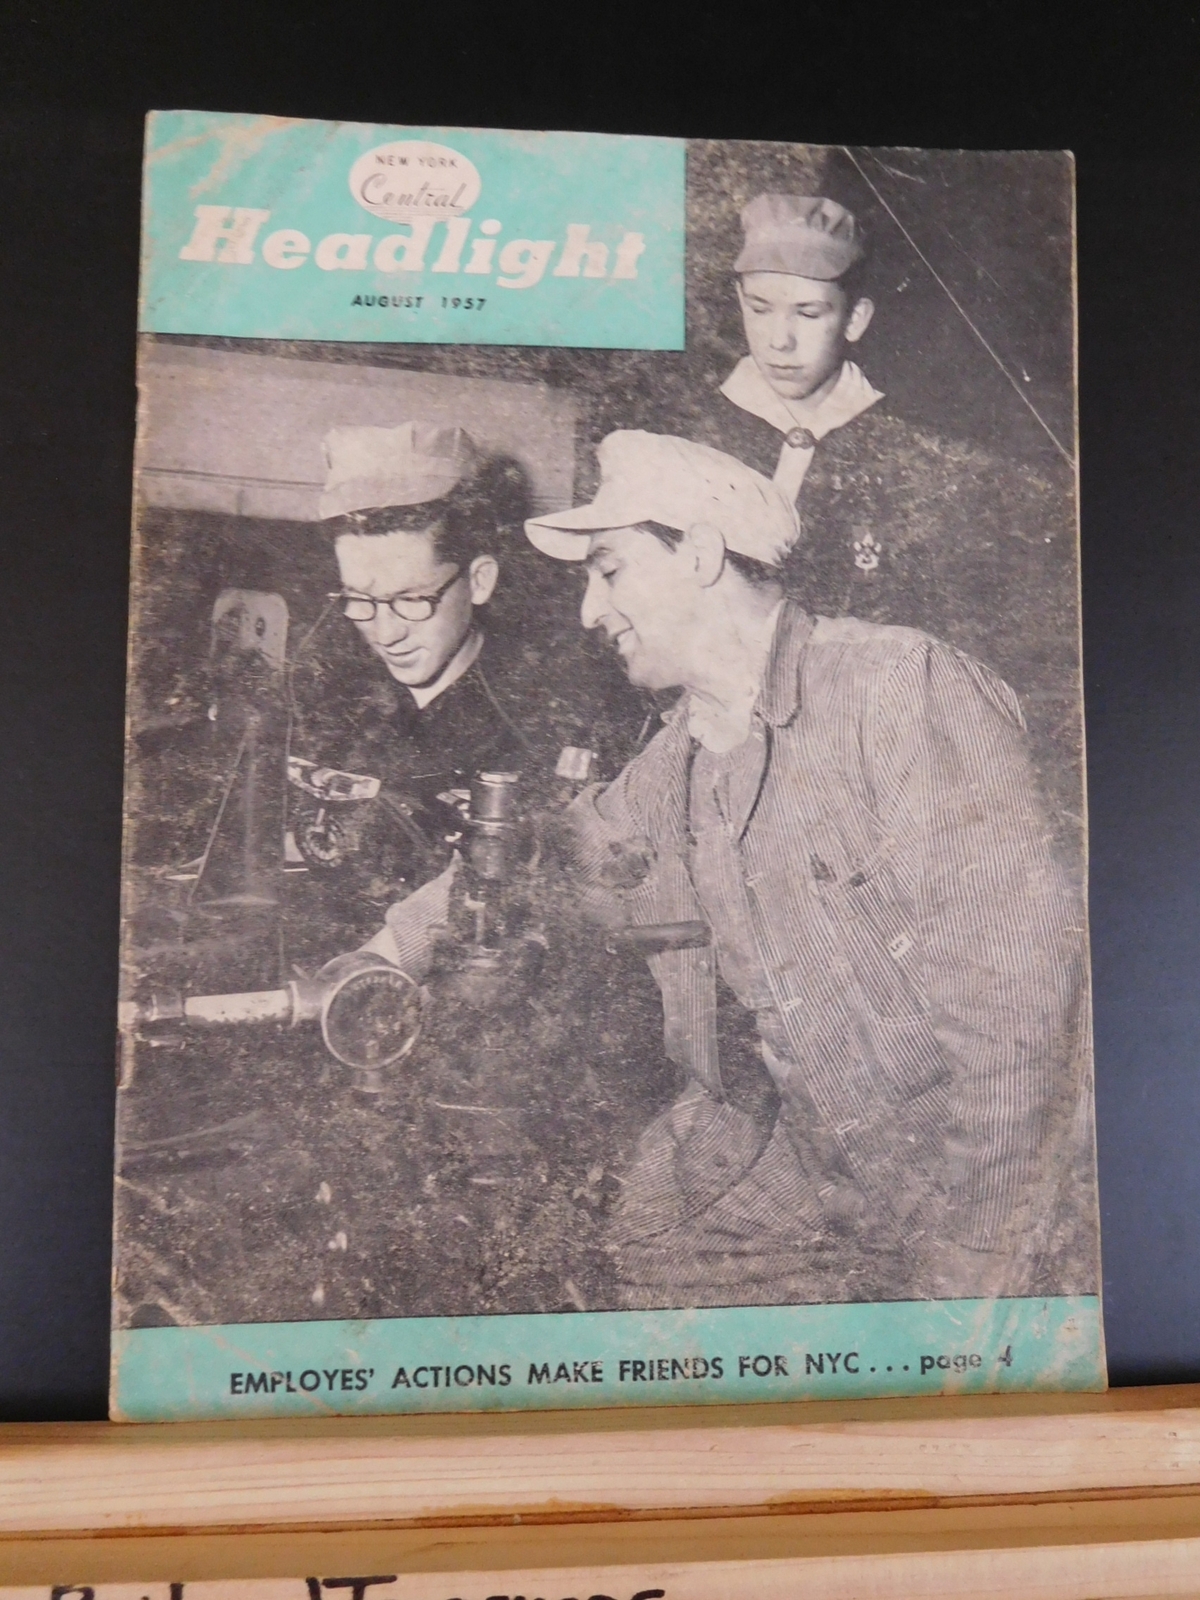 NEW YORK
Central
Headlight
AUGUST 1957
EMPLOYES' ACTIONS MAKE FRIENDS FOR NYC... page 4